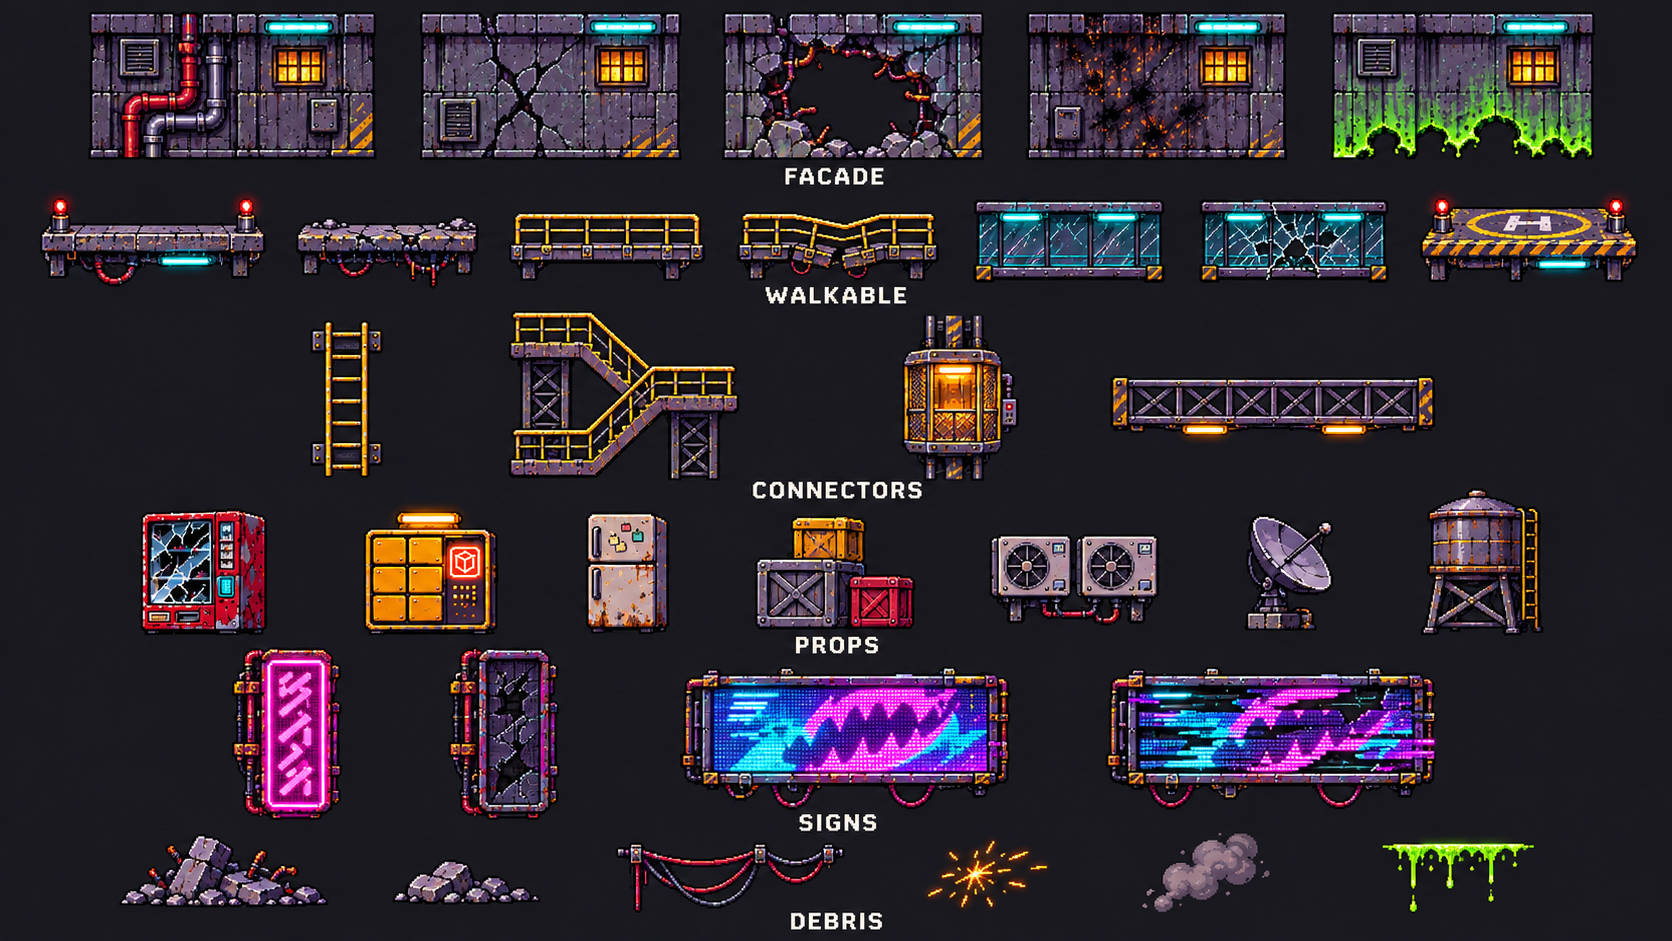 FACADE
H
WALKABLE
CONNECTORS
PROPS
SIGNS
DEBRIS